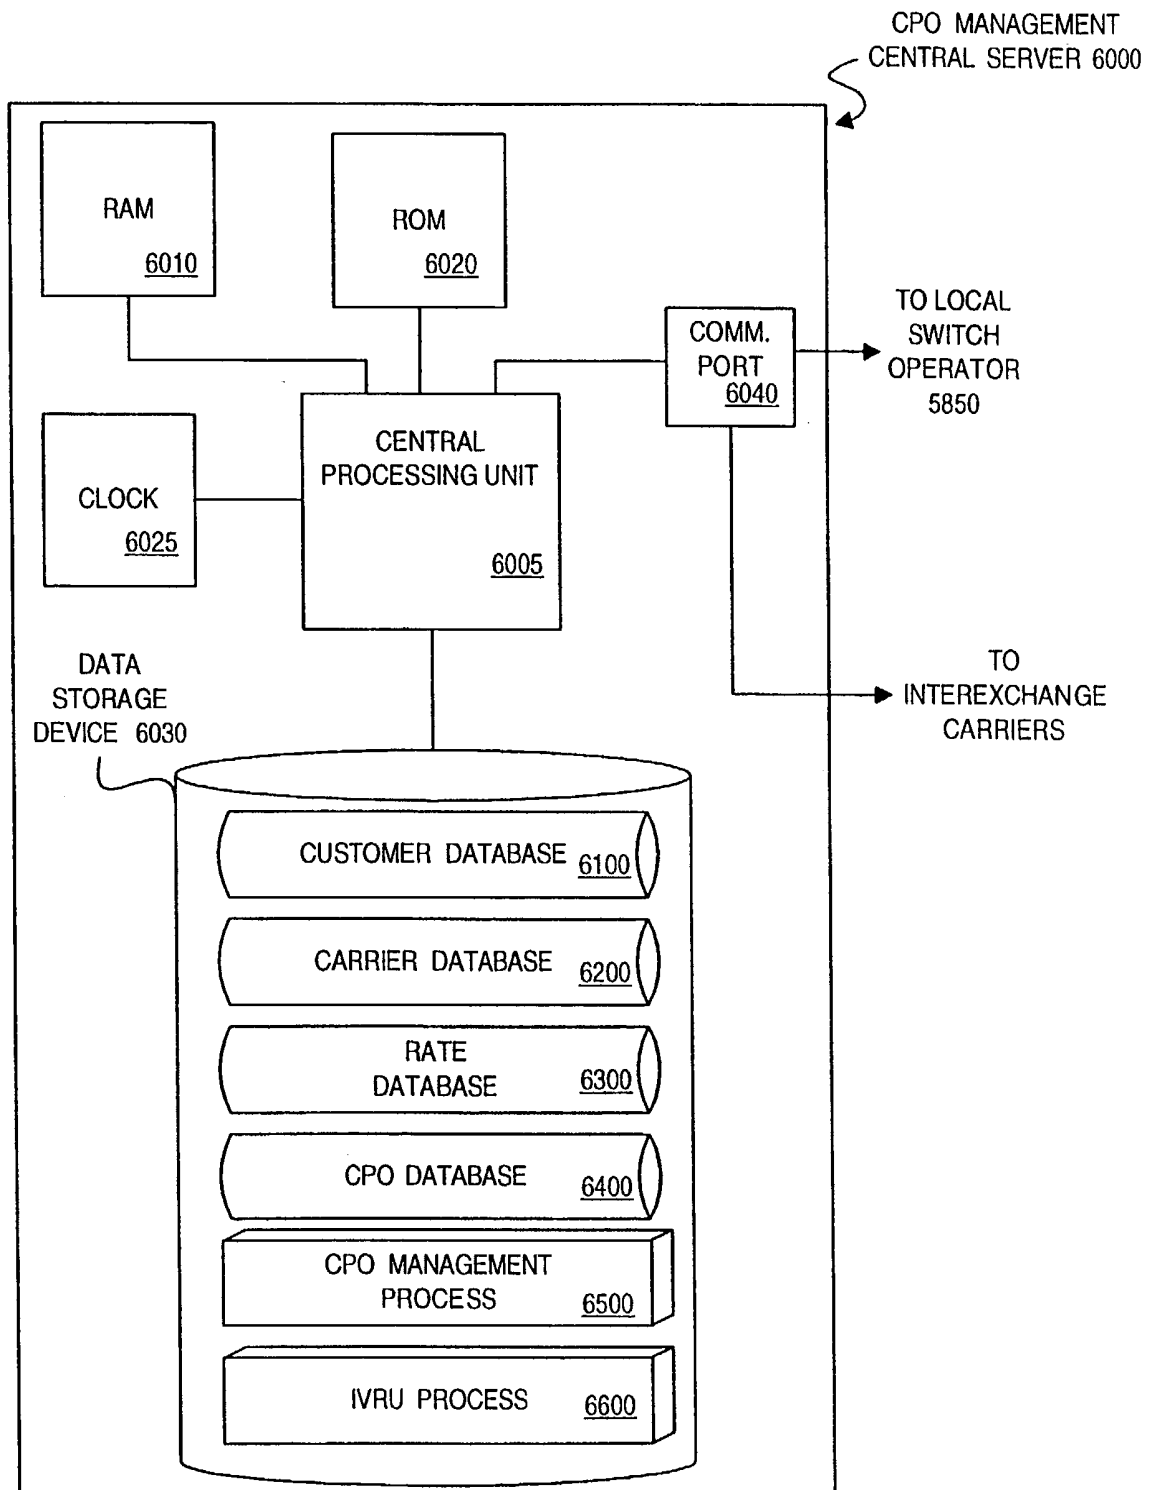 CPO MANAGEMENT
CENTRAL SERVER 6000
RAM
6010
ROM
6020
COMM.
PORT
6040
TO LOCAL
SWITCH
OPERATOR
5850
CLOCK
6025
CENTRAL
PROCESSING UNIT
6005
DATA
STORAGE
DEVICE 6030
TO
INTEREXCHANGE
CARRIERS
CUSTOMER DATABASE 6100
CARRIER DATABASE 6200
RATE
DATABASE 6300
CPO DATABASE 6400
CPO MANAGEMENT
PROCESS 6500
IVRU PROCESS 6600